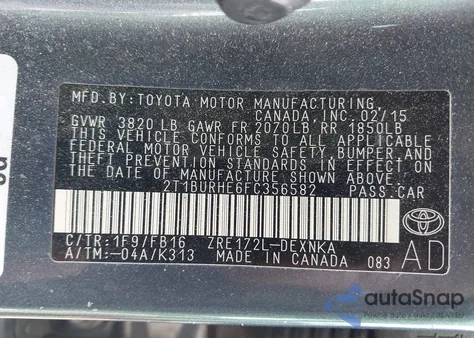 MFD.BY:TOYOTA MOTOR MANUFACTURING,
CANADA, INC. 02/15
GVWR 3820 LB GAWR FR 2070LB RR 1850LB
THIS VEHICLE CONFORMS TO ALL APPLICABLE
FEDERAL MOTOR VEHICLE SAFETY, BUMPER, AND
THEFT PREVENTION STANDARDS IN EFFECT ON
THE DATE OF MANUFACTURE SHOWN ABOVE.
2T1BURHE6FC356582 PASS.CAR
C/TR:1F9/FB16 ZRE172L-DEXNKA
A/TM:-04A/K313 MADE IN CANADA 083
AD
autaSnap